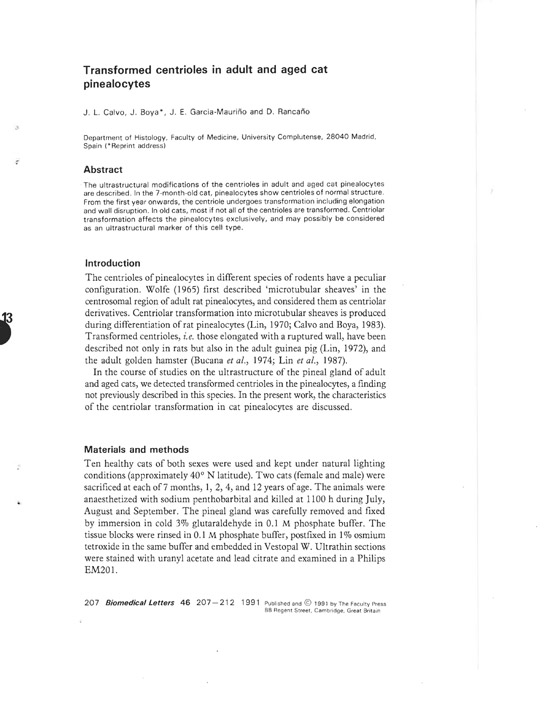 Transformed centrioles in adult and aged cat
pinealocytes
J. L. Calvo, J. Boya*, J. E. Garcia-Mauriño and D. Rancaño
Department of Histology, Faculty of Medicine, University Complutense, 28040 Madrid,
Spain (*Reprint address)
Abstract
The ultrastructural modifications of the centrioles in adult and aged cat pinealocytes
are described. In the 7-month-old cat, pinealocytes show centrioles of normal structure.
From the first year onwards, the centriole undergoes transformation including elongation
and wall disruption. In old cats, most if not all of the centrioles are transformed. Centriolar
transformation affects the pinealocytes exclusively, and may possibly be considered
as an ultrastructural marker of this cell type.
Introduction
The centrioles of pinealocytes in different species of rodents have a peculiar
configuration. Wolfe (1965) first described 'microtubular sheaves' in the
centrosomal region of adult rat pinealocytes, and considered them as centriolar
derivatives. Centriolar transformation into microtubular sheaves is produced
during differentiation of rat pinealocytes (Lin, 1970; Calvo and Boya, 1983).
Transformed centrioles, i.e. those elongated with a ruptured wall, have been
described not only in rats but also in the adult guinea pig (Lin, 1972), and
the adult golden hamster (Bucana et al., 1974; Lin et al., 1987).
In the course of studies on the ultrastructure of the pineal gland of adult
and aged cats, we detected transformed centrioles in the pinealocytes, a finding
not previously described in this species. In the present work, the characteristics
of the centriolar transformation in cat pinealocytes are discussed.
13
Materials and methods
Ten healthy cats of both sexes were used and kept under natural lighting
conditions (approximately 40° N latitude). Two cats (female and male) were
sacrificed at each of 7 months, 1, 2, 4, and 12 years of age. The animals were
anaesthetized with sodium penthobarbital and killed at 1100 h during July,
August and September. The pineal gland was carefully removed and fixed
by immersion in cold 3% glutaraldehyde in 0.1 M phosphate buffer. The
tissue blocks were rinsed in 0.1 M phosphate buffer, postfixed in 1% osmium
tetroxide in the same buffer and embedded in Vestopal W. Ultrathin sections
were stained with uranyl acetate and lead citrate and examined in a Philips
EM201.
207 Biomedical Letters 46 207–212 1991 Published and © 1991 by The Faculty Press
88 Regent Street, Cambridge, Great Britain